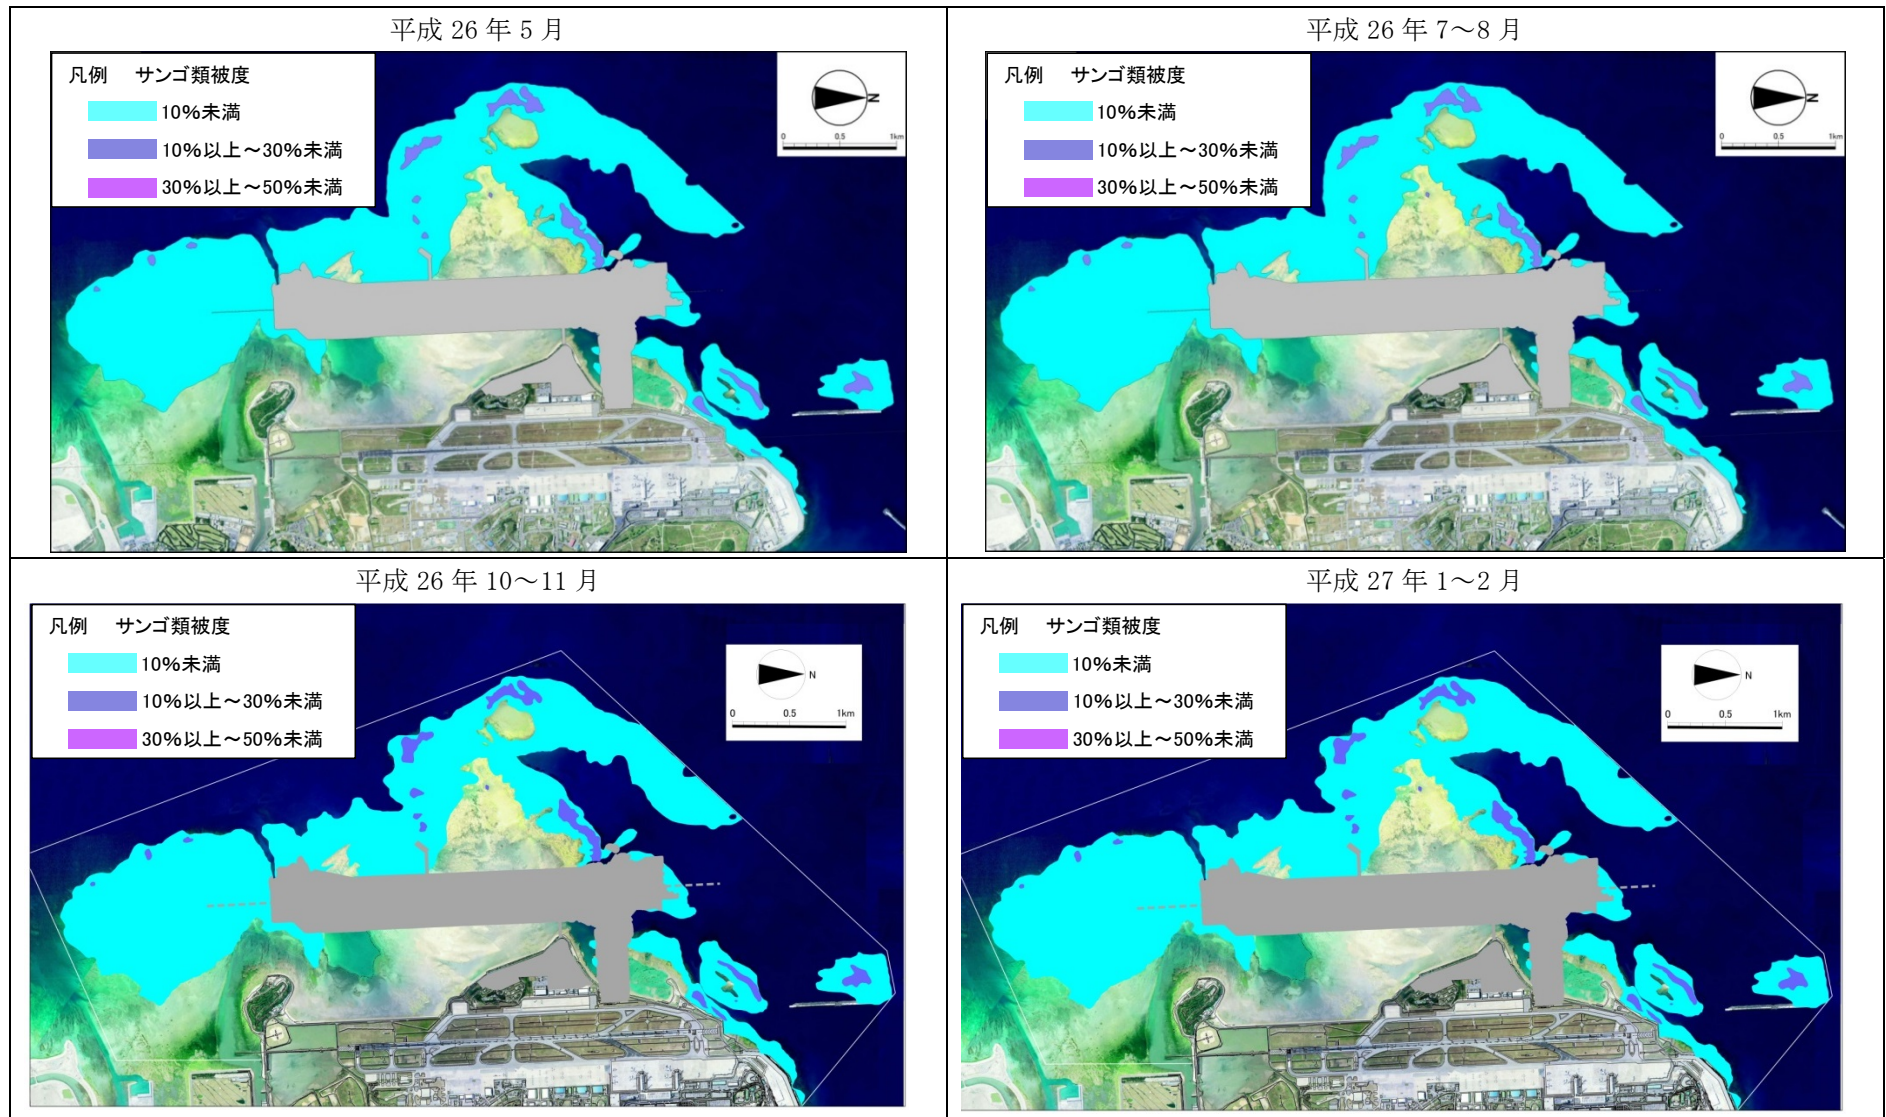 平成 26 年 5 月
凡例 サンゴ類被度
10%未満
10%以上～30%未満
30%以上～50%未満
N
0 0.5 1km
平成 26 年 7～8 月
凡例 サンゴ類被度
10%未満
10%以上～30%未満
30%以上～50%未満
N
0 0.5 1km
平成 26 年 10～11 月
凡例 サンゴ類被度
10%未満
10%以上～30%未満
30%以上～50%未満
N
0 0.5 1km
平成 27 年 1～2 月
凡例 サンゴ類被度
10%未満
10%以上～30%未満
30%以上～50%未満
N
0 0.5 1km